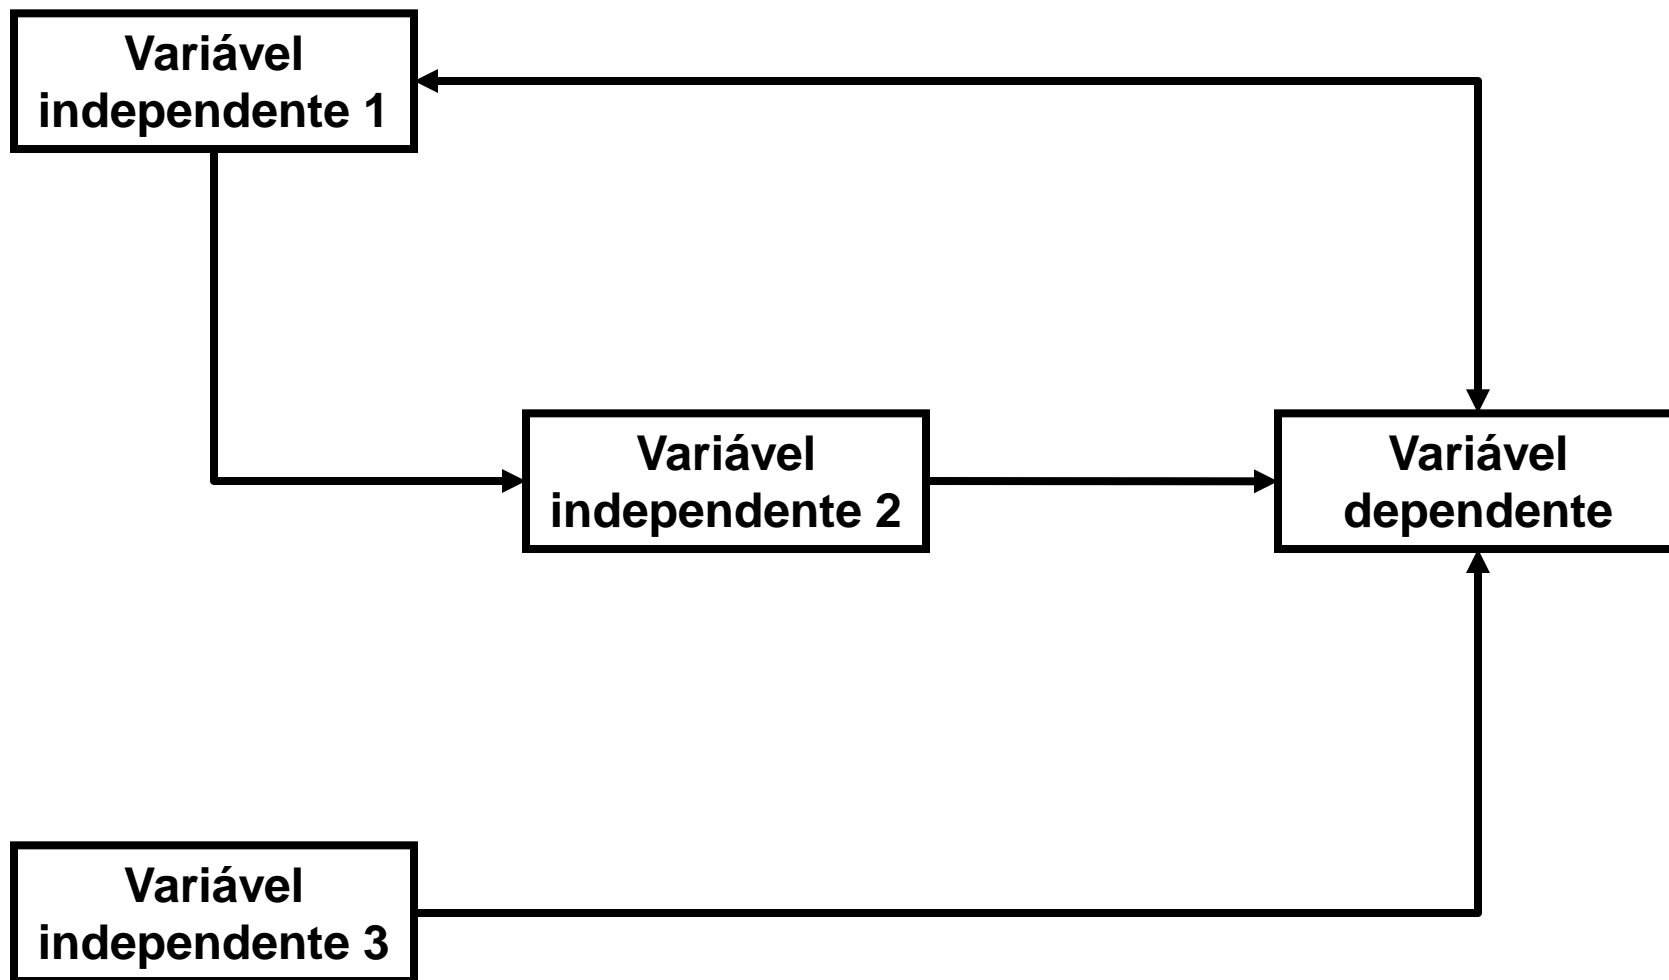 Variável
independente 1
Variável
independente 2
Variável
dependente
Variável
independente 3